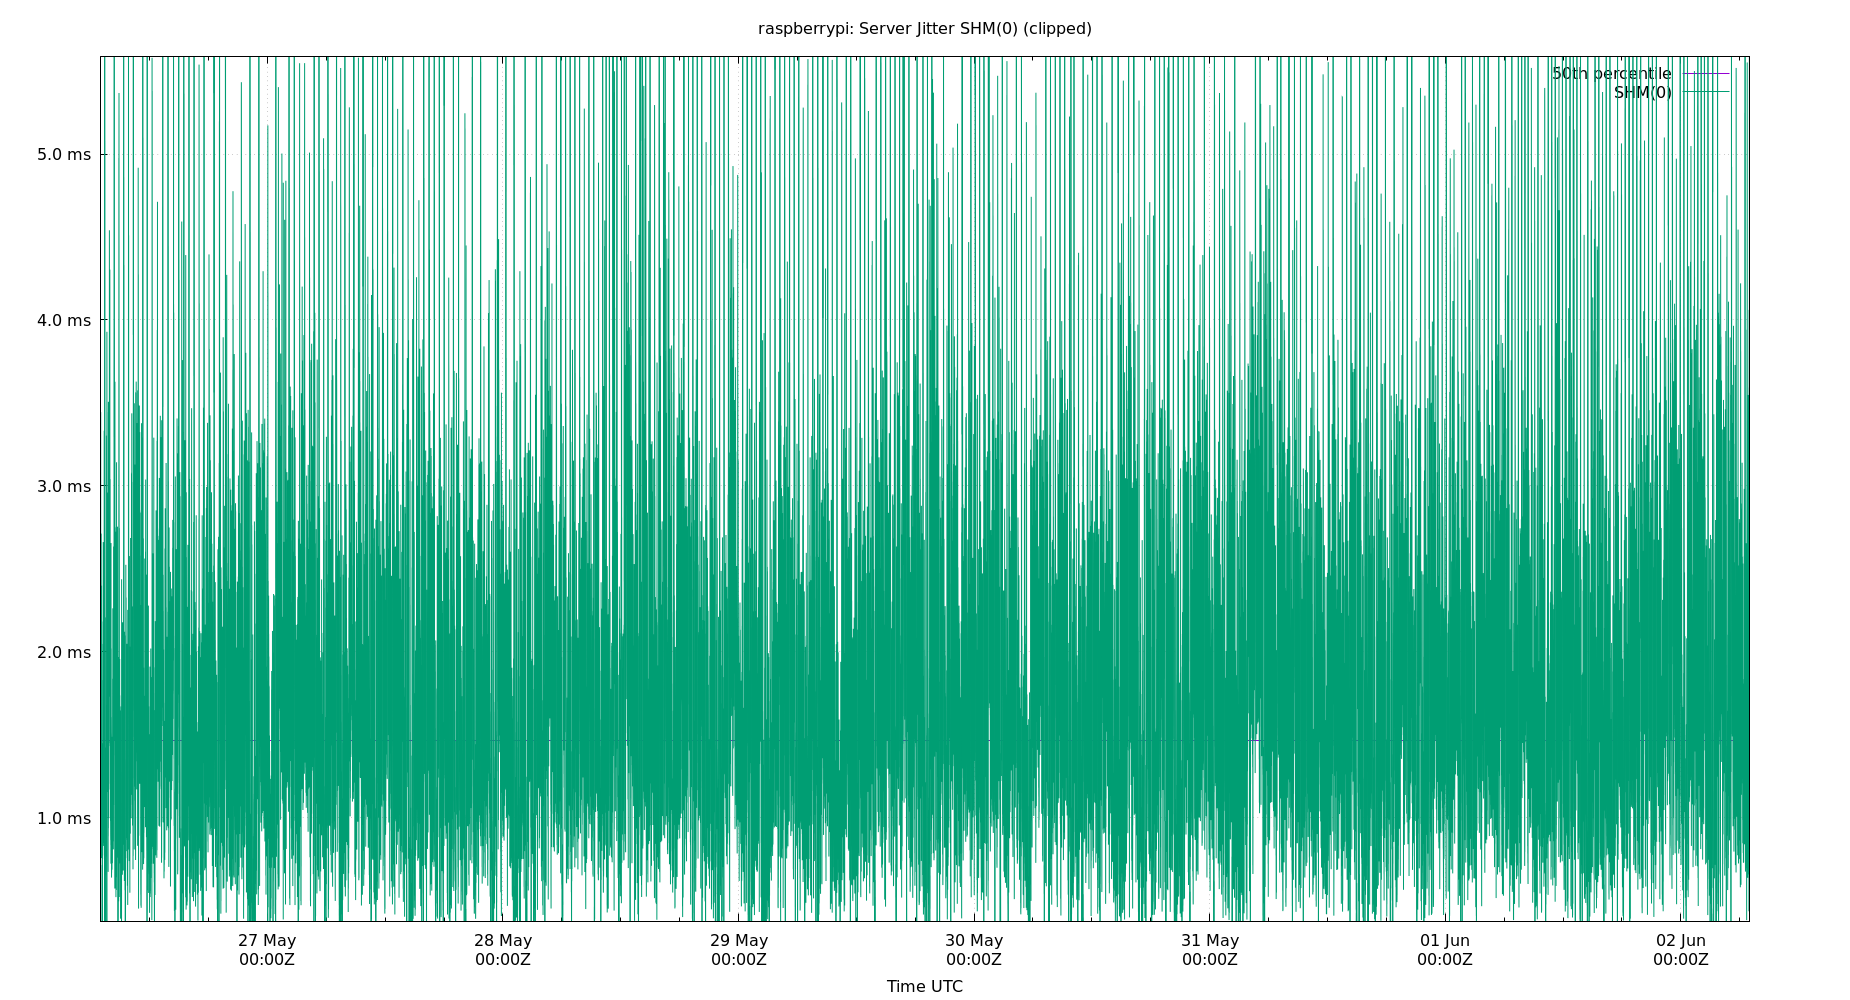 raspberrypi: Server Jitter SHM(0) (clipped)
50th percentile
SHM(0)
5.0 ms
4.0 ms
3.0 ms
2.0 ms
1.0 ms
27 May 28 May 29 May 30 May 31 May 01 Jun 02 Jun
00:00Z 00:00Z 00:00Z 00:00Z 00:00Z 00:00Z 00:00Z
Time UTC